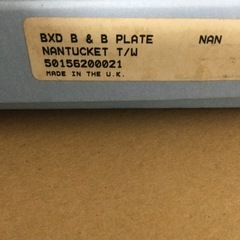 BXD B & B PLATE NAN
NANTUCKET T/W
50156200021
MADE IN THE U.K.